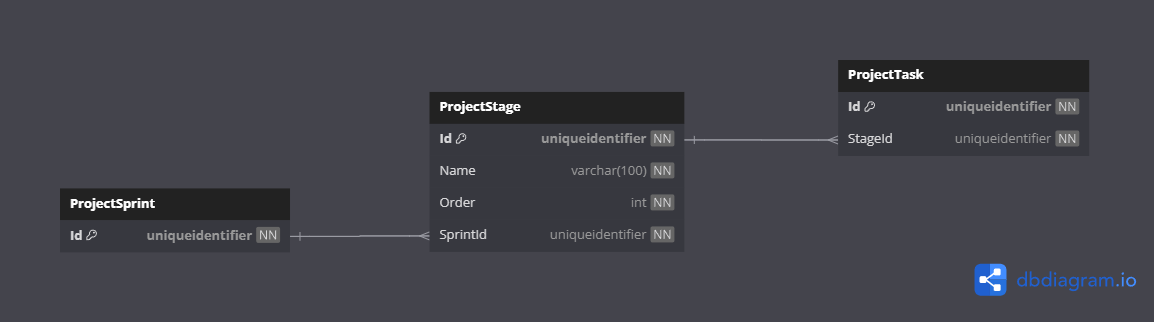 ProjectSprint
Id uniqueidentifier NN
ProjectStage
Id uniqueidentifier NN
Name varchar(100) NN
Order int NN
SprintId uniqueidentifier NN
ProjectTask
Id uniqueidentifier NN
StageId uniqueidentifier NN
dbdiagram.io